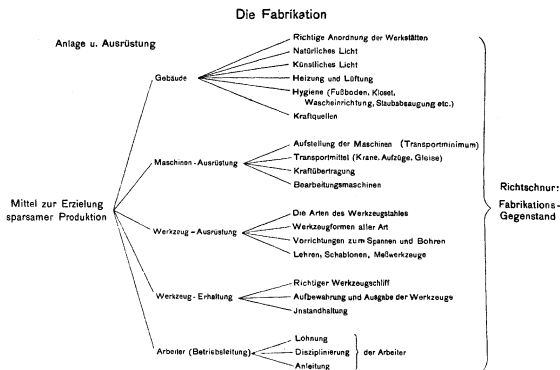 Die Fabrikation
Anlage u. Ausrüstung
Mittel zur Erzielung
sparsamer Produktion
Gebäude
Richtige Anordnung der Werkstätten
Natürliches Licht
Künstliches Licht
Heizung und Lüftung
Hygiene (Fußboden, Kloset,
Wascheinrichtung, Staubabsaugung etc.)
Kraftquellen
Maschinen-Ausrüstung
Aufstellung der Maschinen (Transportminimum)
Transportmittel (Krane, Aufzüge, Gleise)
Kraftübertragung
Bearbeitungsmaschinen
Werkzeug-Ausrüstung
Die Arten des Werkzeugstahles
Werkzeugformen aller Art
Vorrichtungen zum Spannen und Bohren
Lehren, Schablonen, Meßwerkzeuge
Werkzeug-Erhaltung
Richtiger Werkzeugschliff
Aufbewahrung und Ausgabe der Werkzeuge
Jnstandhaltung
Arbeiter (Betriebsleitung)
Löhnung
Disziplinierung
Anleitung
der Arbeiter
Richtschnur:
Fabrikations-
Gegenstand